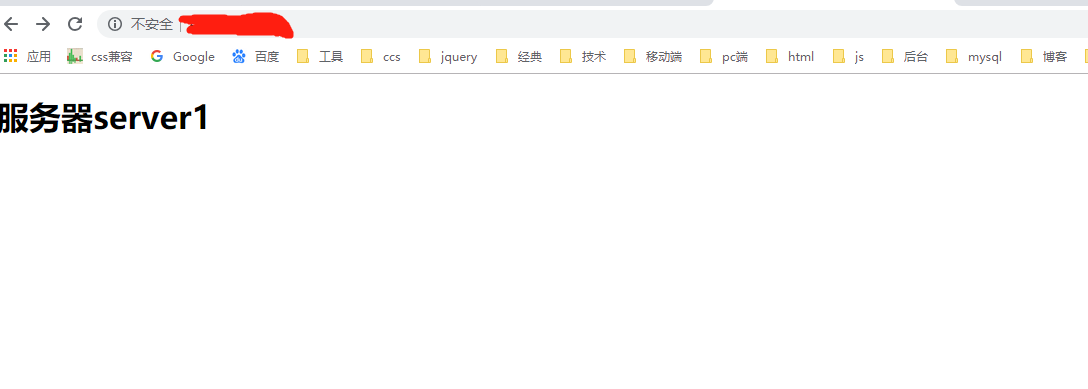 不安全
应用 css兼容 Google 百度 工具 ccs jquery 经典 技术 移动端 pc端 html js 后台 mysql 博客
服务器server1